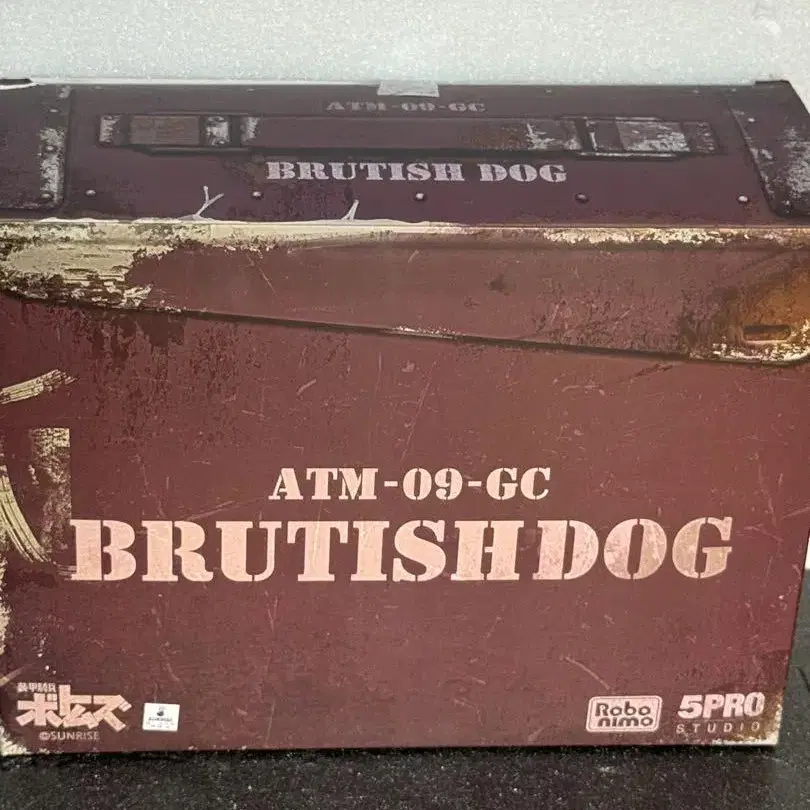 ATM-09-GC
BRUTISH DOG
ATM-09-GC
BRUTISHDOG
装甲騎兵
ボトムズ
©SUNRISE
Robo
nimo
5PRO
STUDIO